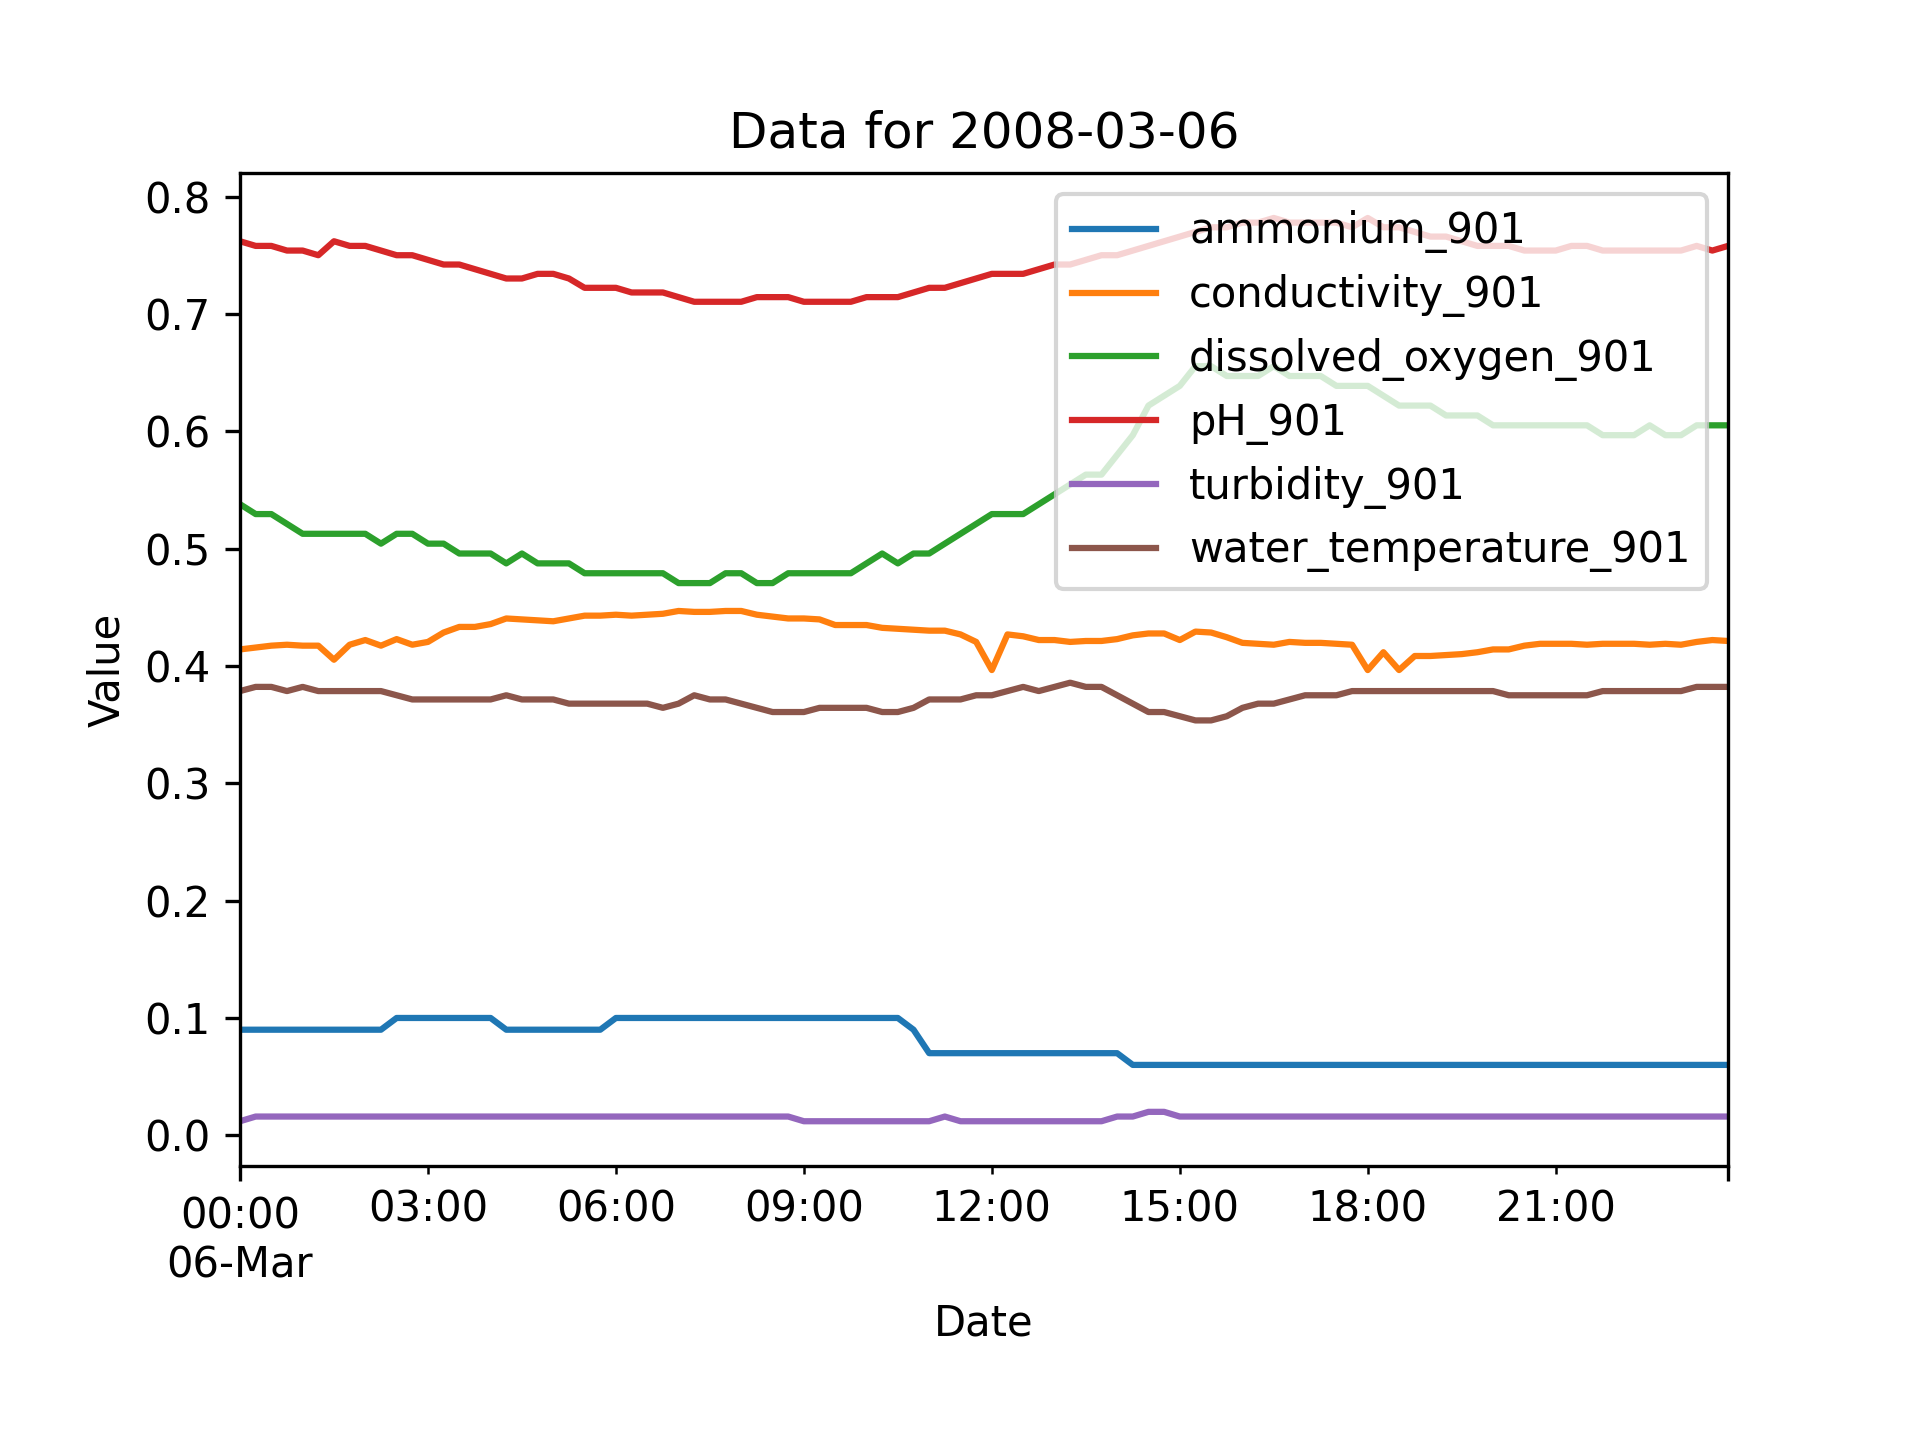 Data for 2008-03-06
0.8
0.7
0.6
0.5
0.4
0.3
0.2
0.1
0.0
Value
ammonium_901
conductivity_901
dissolved_oxygen_901
pH_901
turbidity_901
water_temperature_901
00:00 03:00 06:00 09:00 12:00 15:00 18:00 21:00
06-Mar
Date